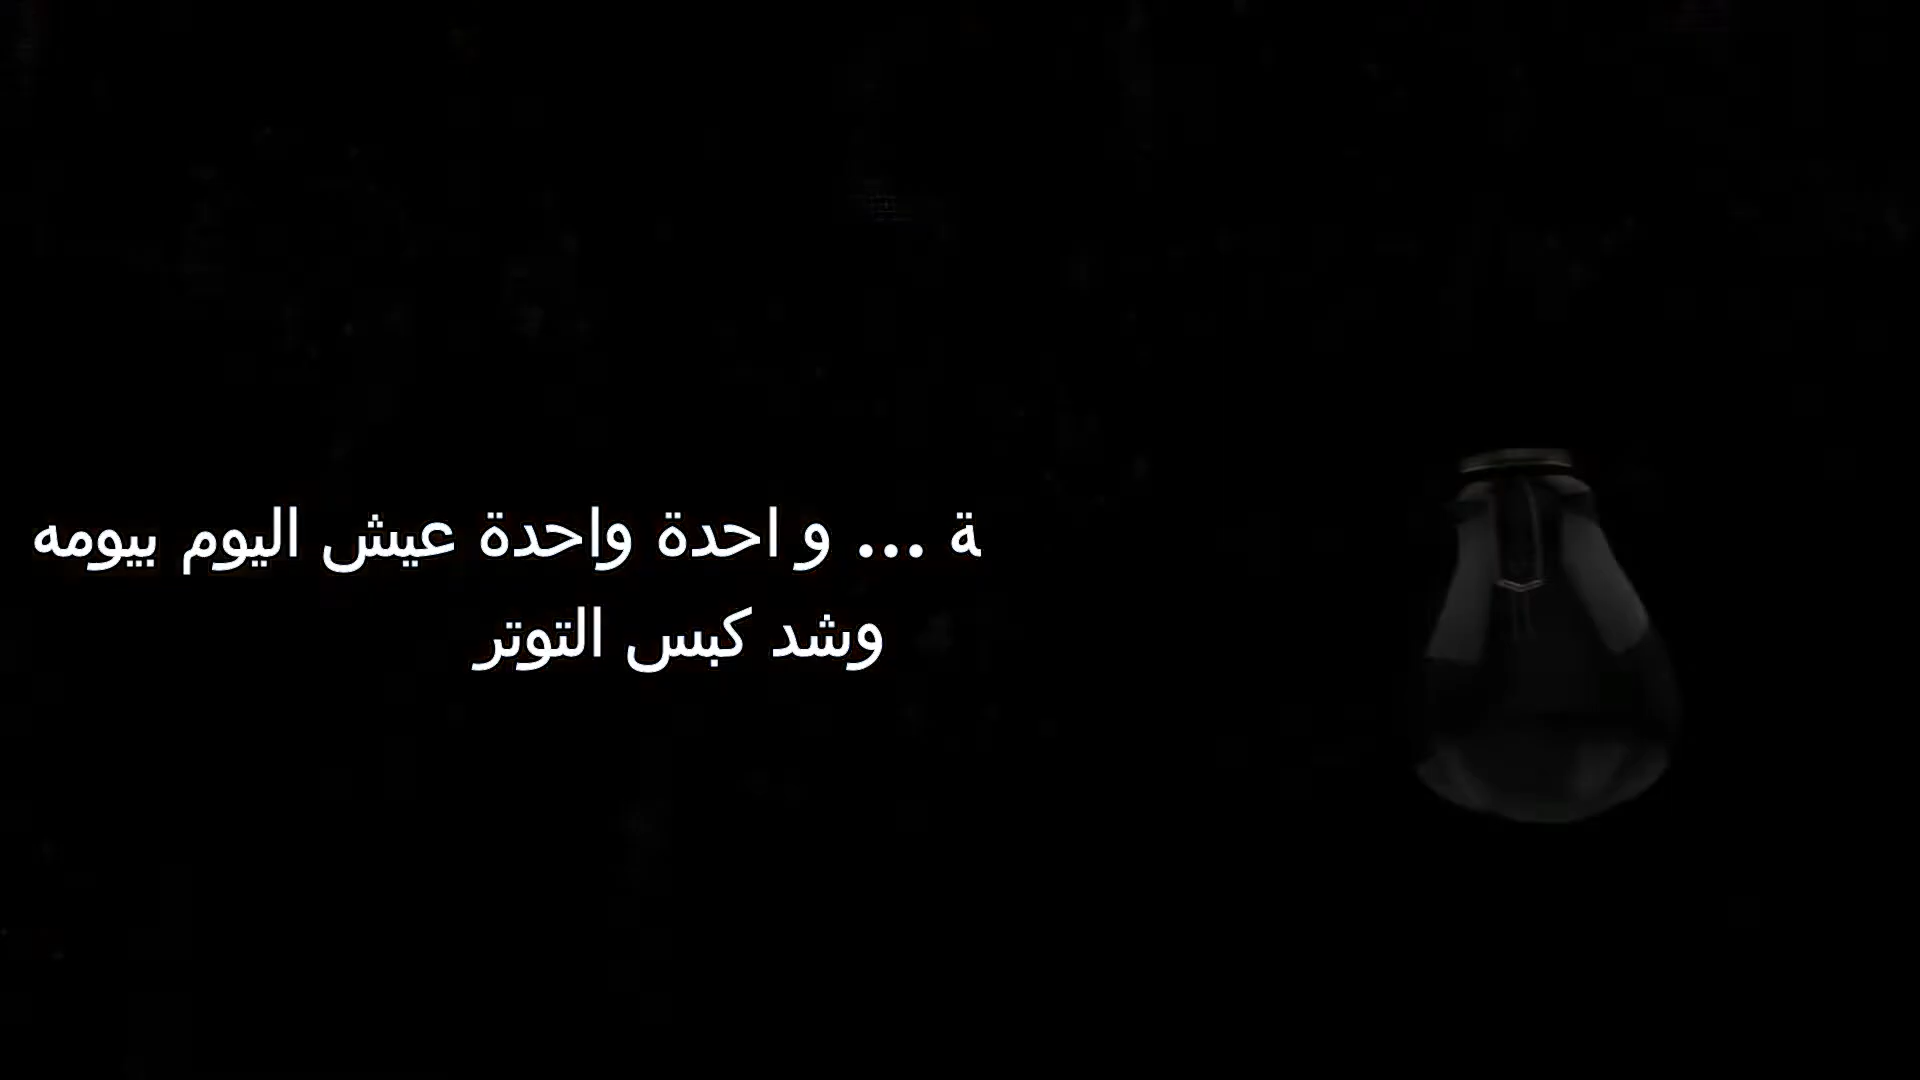 ة ... و احدة واحدة عيش اليوم بيومه
وشد كبس التوتر